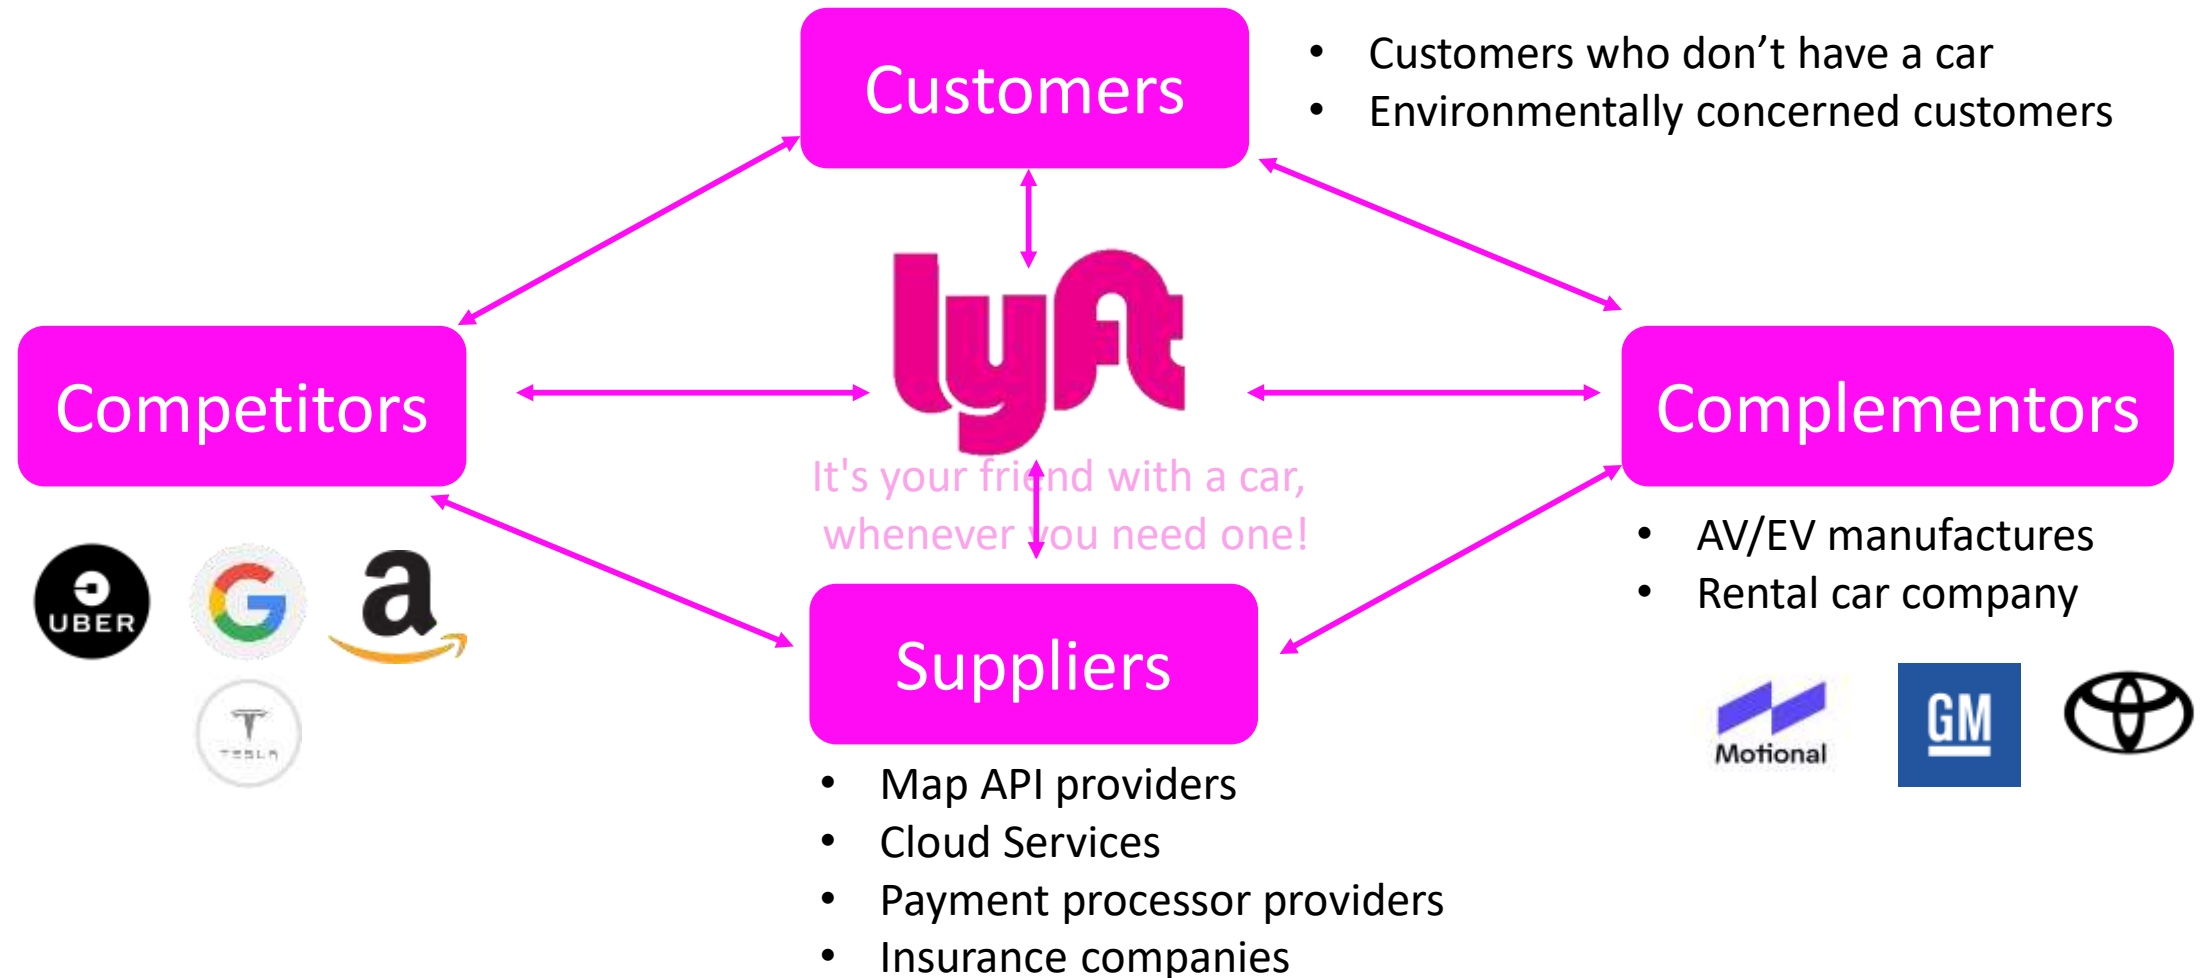 Customers
• Customers who don’t have a car
• Environmentally concerned customers
lyft
It's your friend with a car,
whenever you need one!
Competitors
UBER
G
a
TESLA
Complementors
• AV/EV manufactures
• Rental car company
Motional
GM
Suppliers
• Map API providers
• Cloud Services
• Payment processor providers
• Insurance companies